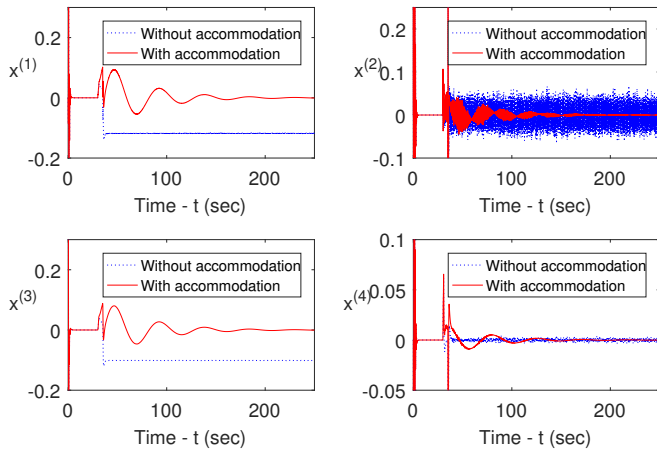 0.2
0
-0.2
x(1)
Without accommodation
With accommodation
0
100
200
Time - t (sec)
0.2
0.1
0
-0.1
x(2)
Without accommodation
With accommodation
0
100
200
Time - t (sec)
0.2
0
-0.2
x(3)
Without accommodation
With accommodation
0
100
200
Time - t (sec)
0.1
0.05
0
-0.05
x(4)
Without accommodation
With accommodation
0
100
200
Time - t (sec)